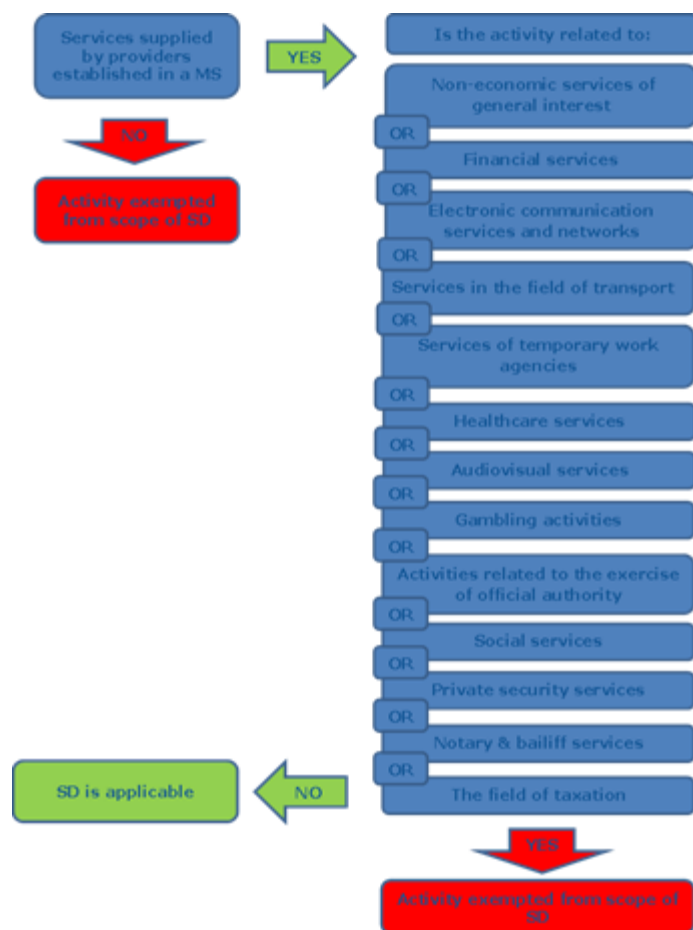 Services supplied
by providers
established in a MS
YES
NO
Activity exempted
from scope of SD
Is the activity related to:
Non-economic services of
general interest
OR
Financial services
OR
Electronic communication
services and networks
OR
Services in the field of transport
OR
Services of temporary work
agencies
OR
Healthcare services
OR
Audiovisual services
OR
Gambling activities
OR
Activities related to the exercise
of official authority
OR
Social services
OR
Private security services
OR
Notary & bailiff services
OR
The field of taxation
NO
SD is applicable
YES
Activity exempted from scope of
SD